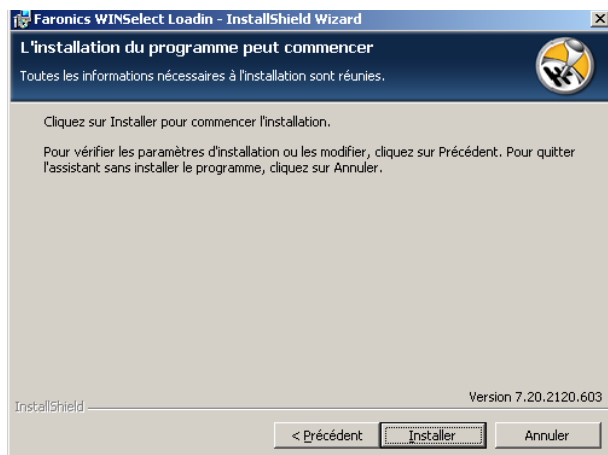 Faronics WINSelect Loadin - InstallShield Wizard
L'installation du programme peut commencer
Toutes les informations nécessaires à l'installation sont réunies.
Cliquez sur Installer pour commencer l'installation.
Pour vérifier les paramètres d'installation ou les modifier, cliquez sur Précédent. Pour quitter
l'assistant sans installer le programme, cliquez sur Annuler.
Version 7.20.2120.603
InstallShield
< Précédent
Installer
Annuler